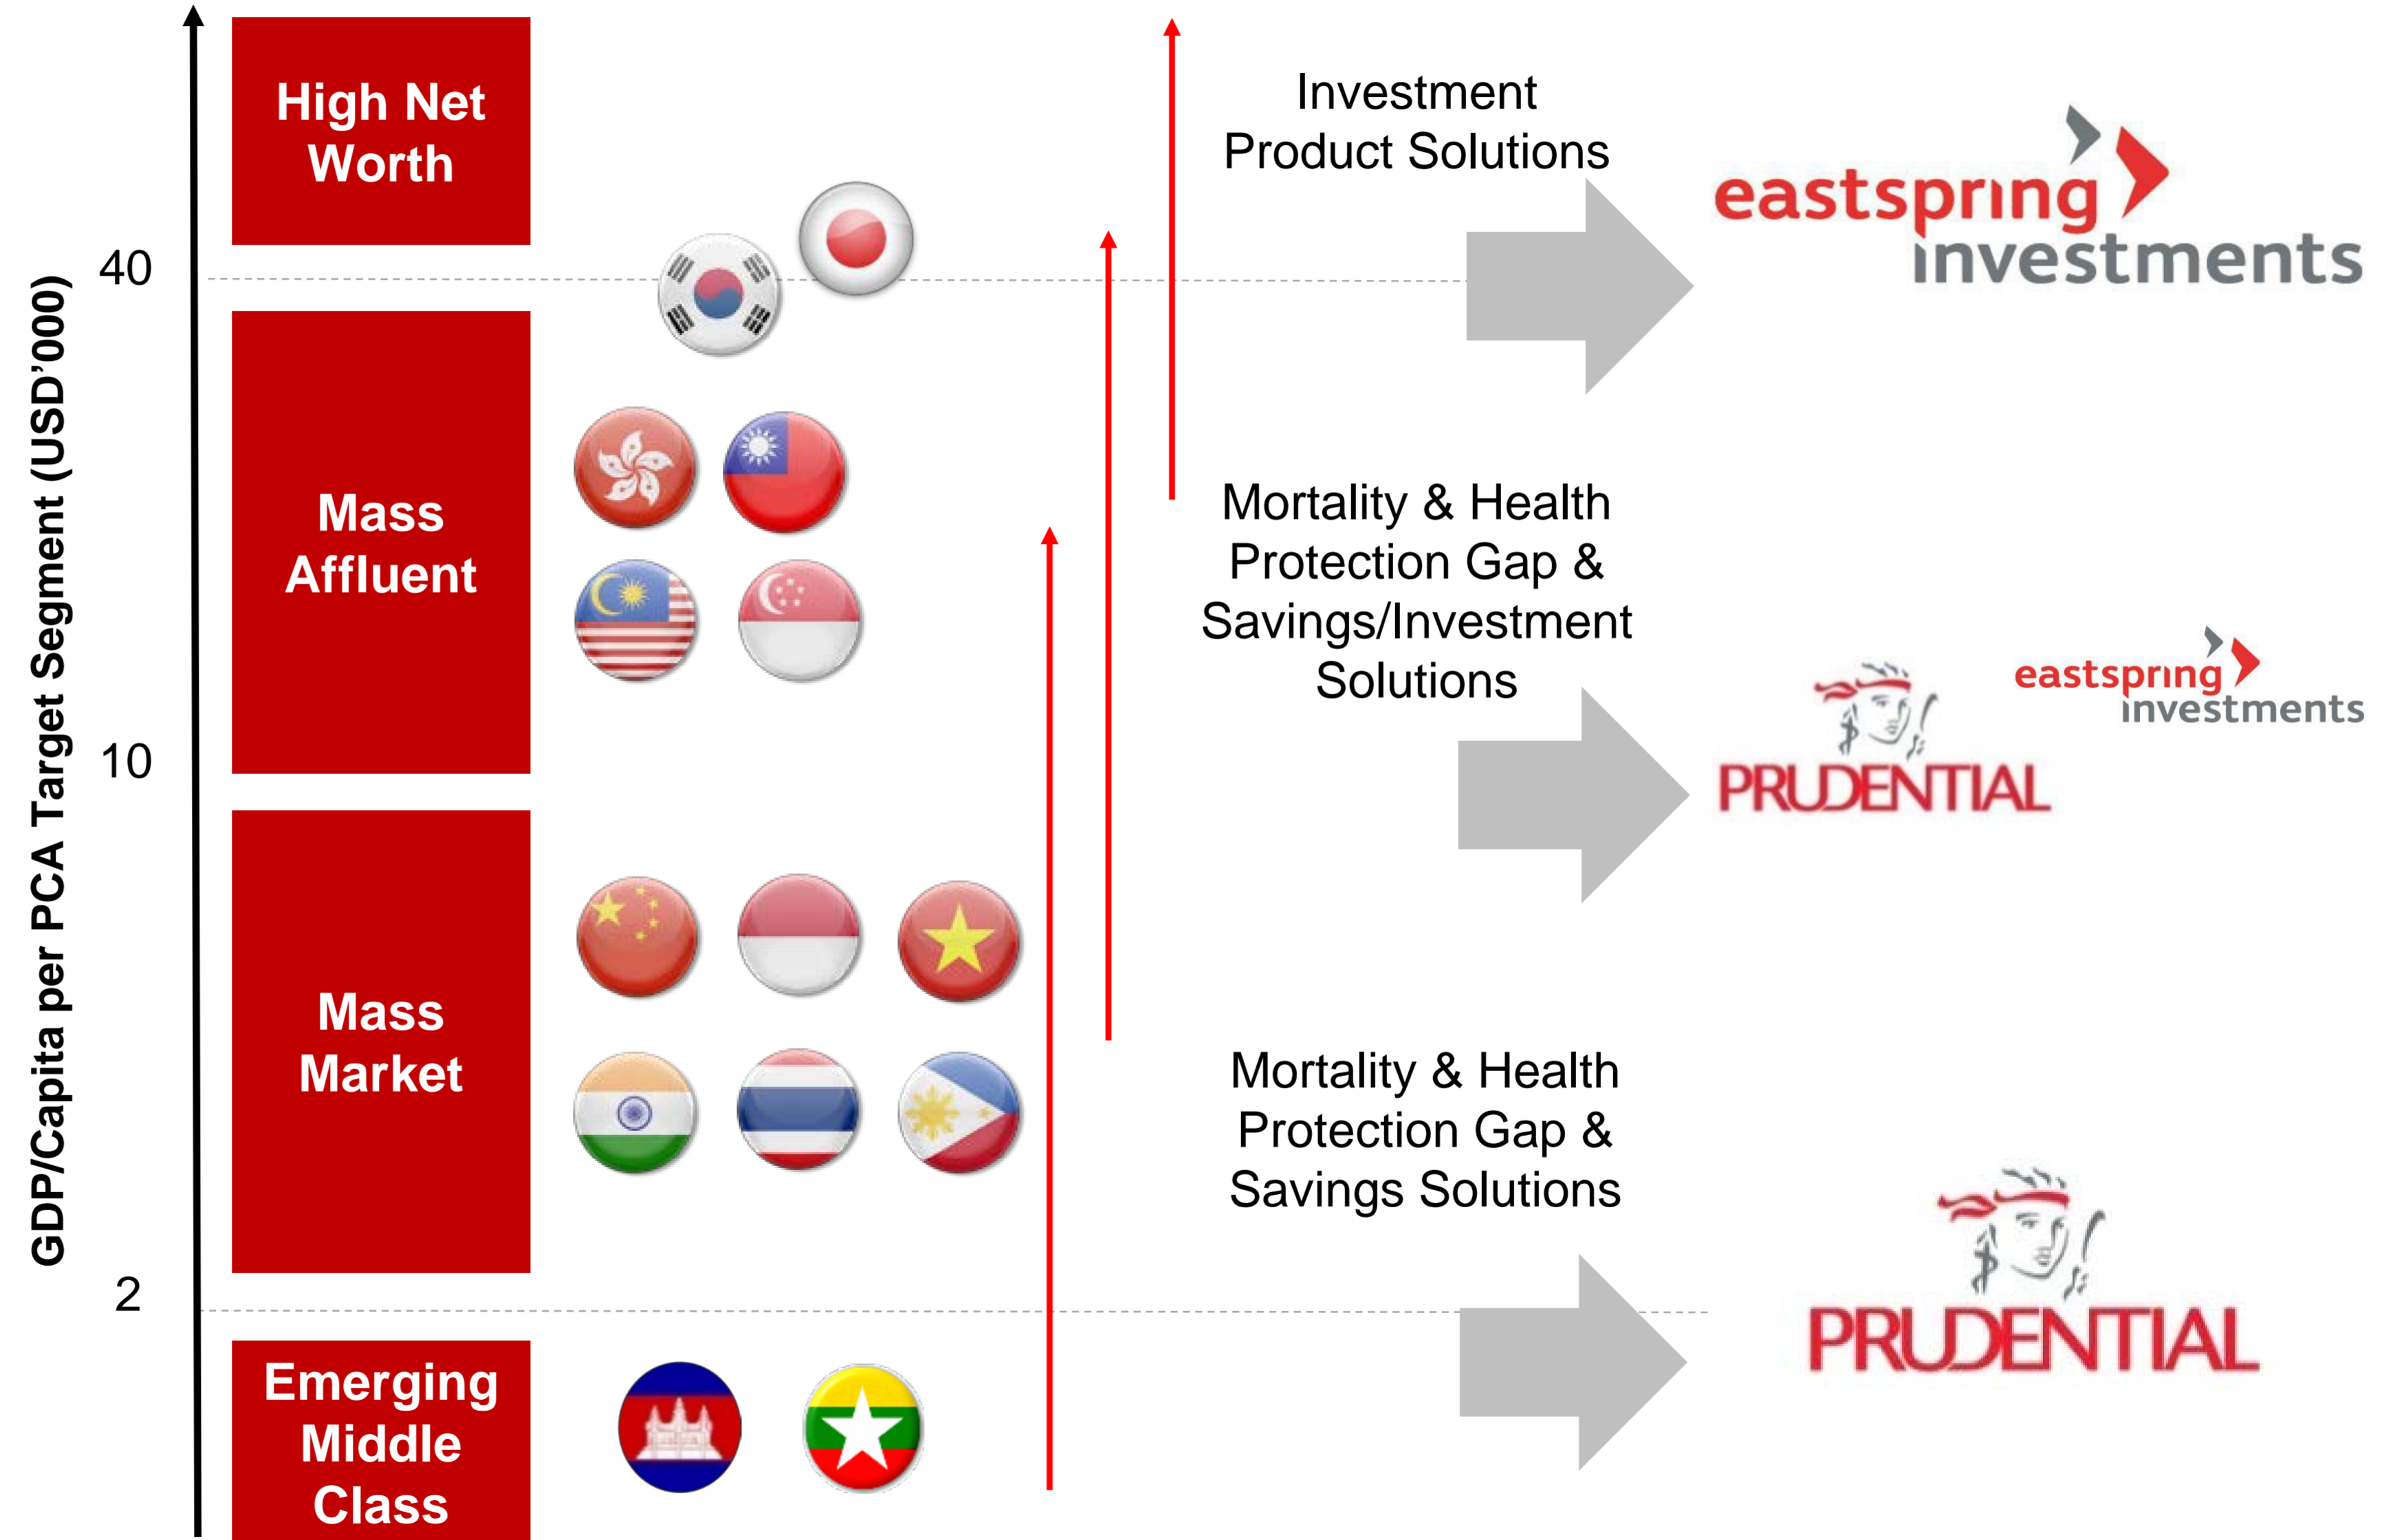 GDP/Capita per PCA Target Segment (USD’000)
40
10
2
High Net
Worth
Mass
Affluent
Mass
Market
Emerging
Middle
Class
Investment
Product Solutions
eastspring
investments
Mortality & Health
Protection Gap &
Savings/Investment
Solutions
PRUDENTIAL
eastspring
investments
Mortality & Health
Protection Gap &
Savings Solutions
PRUDENTIAL